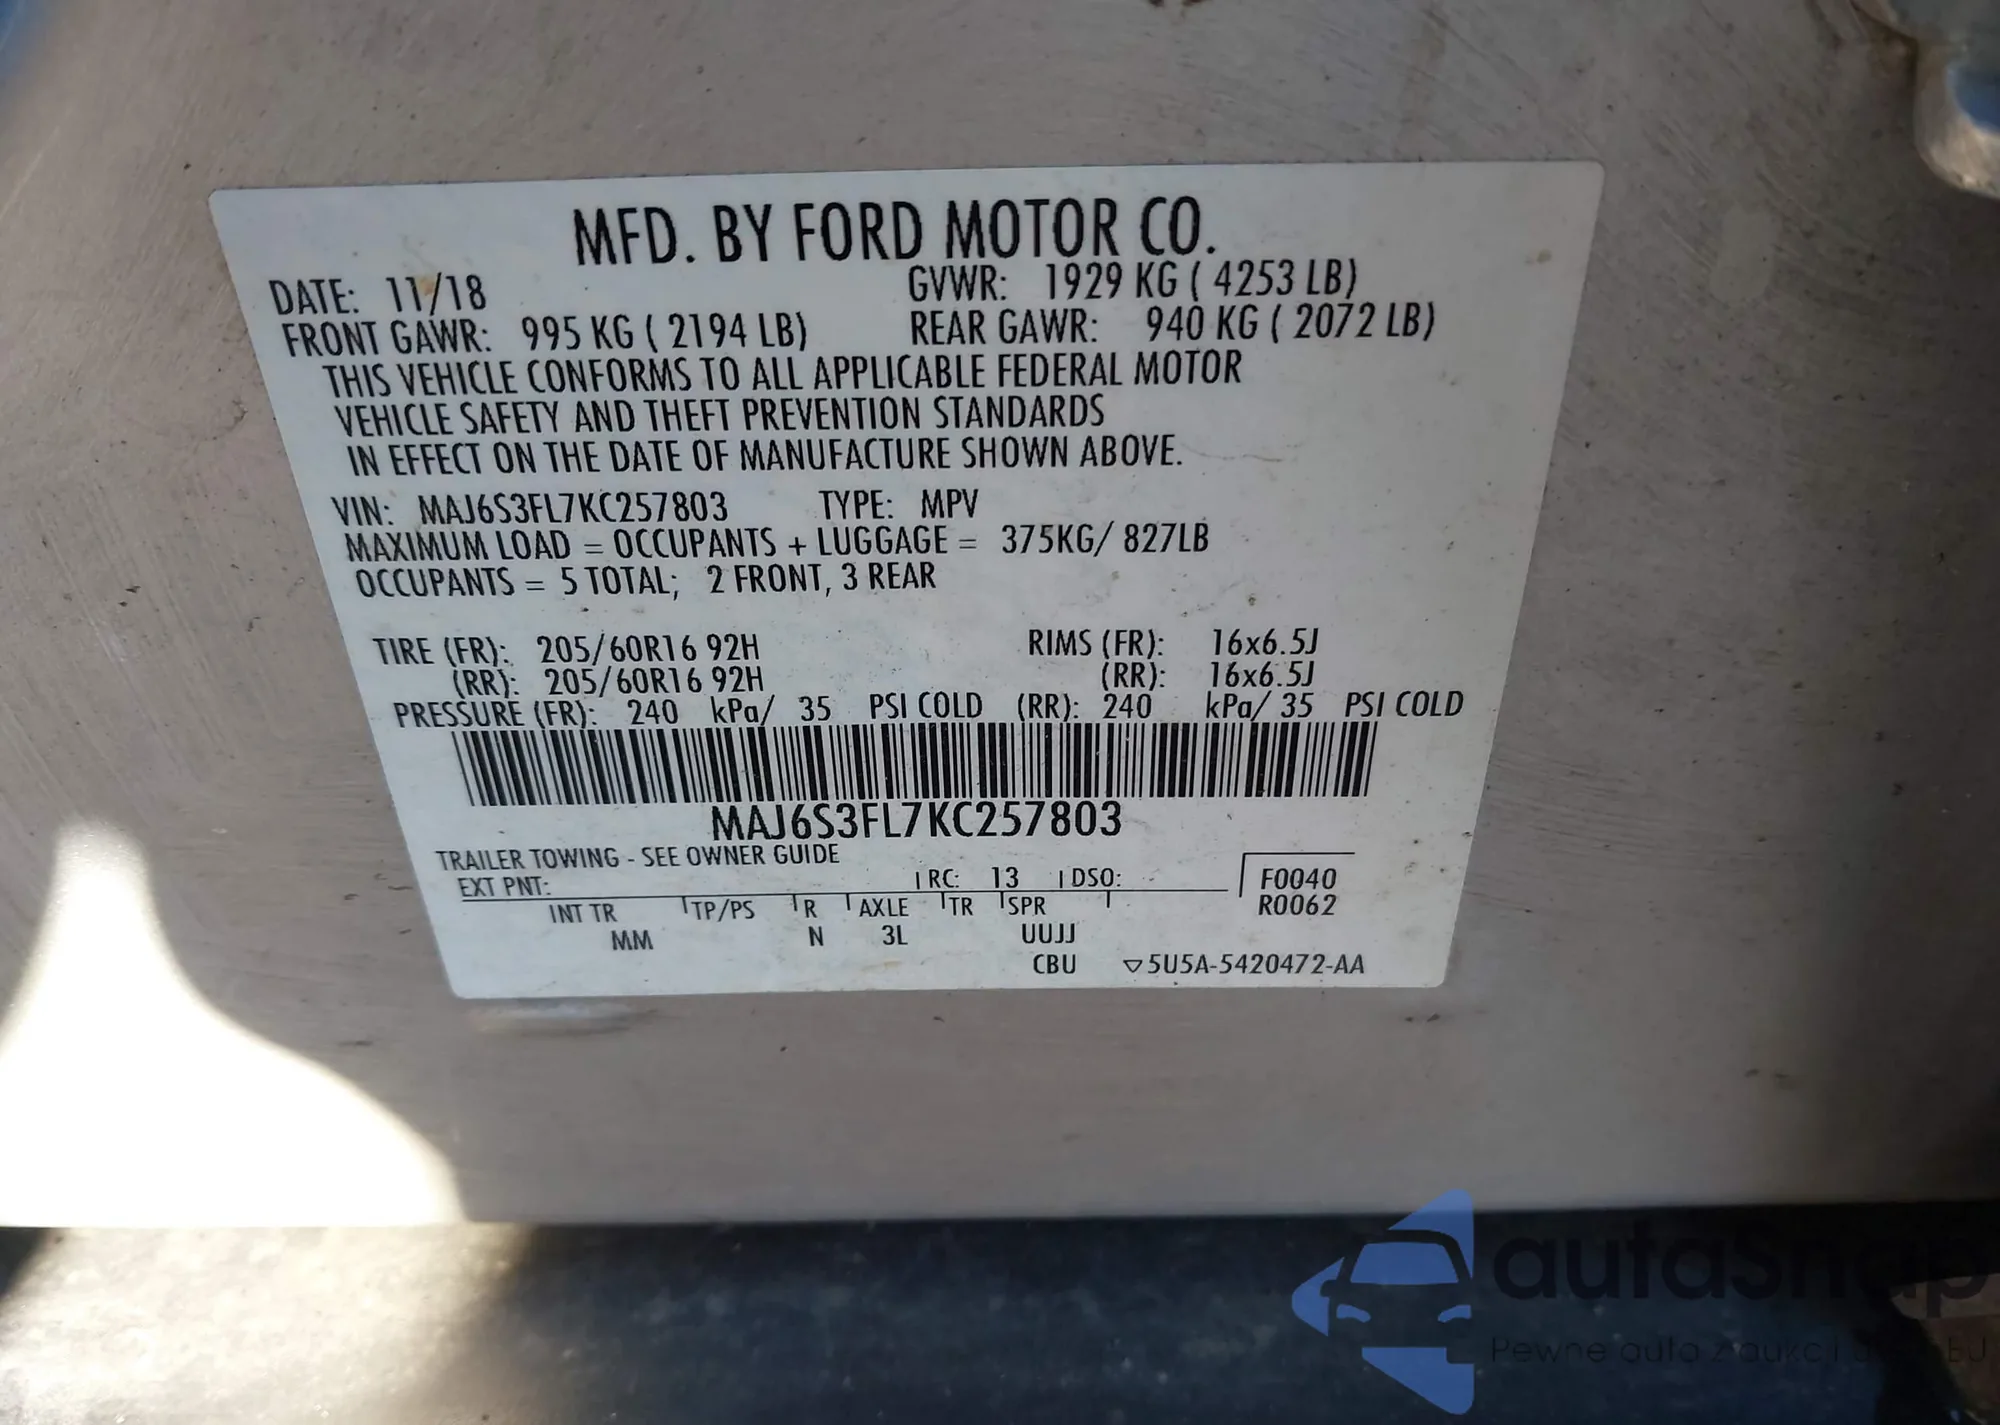 MFD. BY FORD MOTOR CO.
DATE: 11/18 GVWR: 1929 KG ( 4253 LB)
FRONT GAWR: 995 KG ( 2194 LB) REAR GAWR: 940 KG ( 2072 LB)
THIS VEHICLE CONFORMS TO ALL APPLICABLE FEDERAL MOTOR
VEHICLE SAFETY AND THEFT PREVENTION STANDARDS
IN EFFECT ON THE DATE OF MANUFACTURE SHOWN ABOVE.
VIN: MAJ6S3FL7KC257803 TYPE: MPV
MAXIMUM LOAD = OCCUPANTS + LUGGAGE = 375KG/ 827LB
OCCUPANTS = 5 TOTAL; 2 FRONT, 3 REAR
TIRE (FR): 205/60R16 92H RIMS (FR): 16x6.5J
(RR): 205/60R16 92H (RR): 16x6.5J
PRESSURE (FR): 240 kPa/ 35 PSI COLD (RR): 240 kPa/ 35 PSI COLD
MAJ6S3FL7KC257803
TRAILER TOWING - SEE OWNER GUIDE
EXT PNT: RC: 13 DSO: F0040
INT TR TP/PS R AXLE TR SPR R0062
MM N 3L UUJJ
CBU ▽5U5A-5420472-AA
autaSnap
Pewne auta z aukcji EU